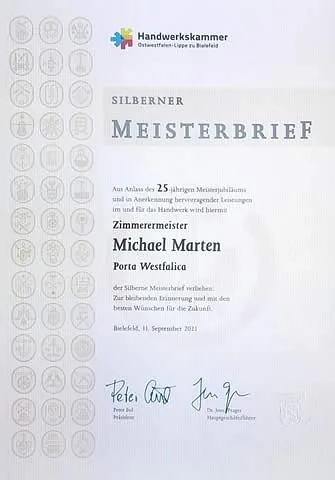 Handwerkskammer
Ostwestfalen-Lippe zu Bielefeld
SILBERNER
MEISTERBRIEF
Aus Anlass des 25-jährigen Meisterjubiläums
und in Anerkennung hervorragender Leistungen
im und für das Handwerk wird hiermit
Zimmerermeister
Michael Marten
Porta Westfalica
der Silberne Meisterbrief verliehen.
Zur bleibenden Erinnerung und mit den
besten Wünschen für die Zukunft.
Bielefeld, 11. September 2021
Peter
Peter Dr. Jens Prager
Präsident Hauptgeschäftsführer